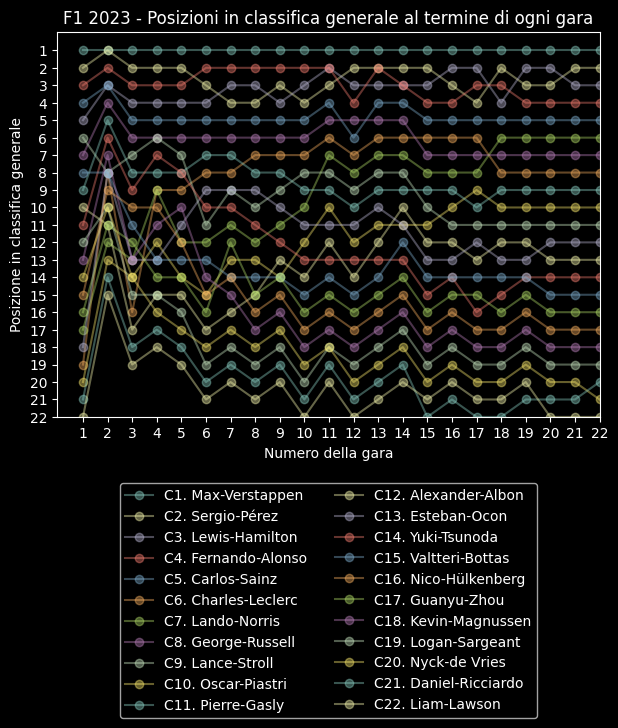 F1 2023 - Posizioni in classifica generale al termine di ogni gara
Posizione in classifica generale
1
2
3
4
5
6
7
8
9
10
11
12
13
14
15
16
17
18
19
20
21
22
1 2 3 4 5 6 7 8 9 10 11 12 13 14 15 16 17 18 19 20 21 22
Numero della gara
C1. Max-Verstappen
C2. Sergio-Pérez
C3. Lewis-Hamilton
C4. Fernando-Alonso
C5. Carlos-Sainz
C6. Charles-Leclerc
C7. Lando-Norris
C8. George-Russell
C9. Lance-Stroll
C10. Oscar-Piastri
C11. Pierre-Gasly
C12. Alexander-Albon
C13. Esteban-Ocon
C14. Yuki-Tsunoda
C15. Valtteri-Bottas
C16. Nico-Hülkenberg
C17. Guanyu-Zhou
C18. Kevin-Magnussen
C19. Logan-Sargeant
C20. Nyck-de Vries
C21. Daniel-Ricciardo
C22. Liam-Lawson